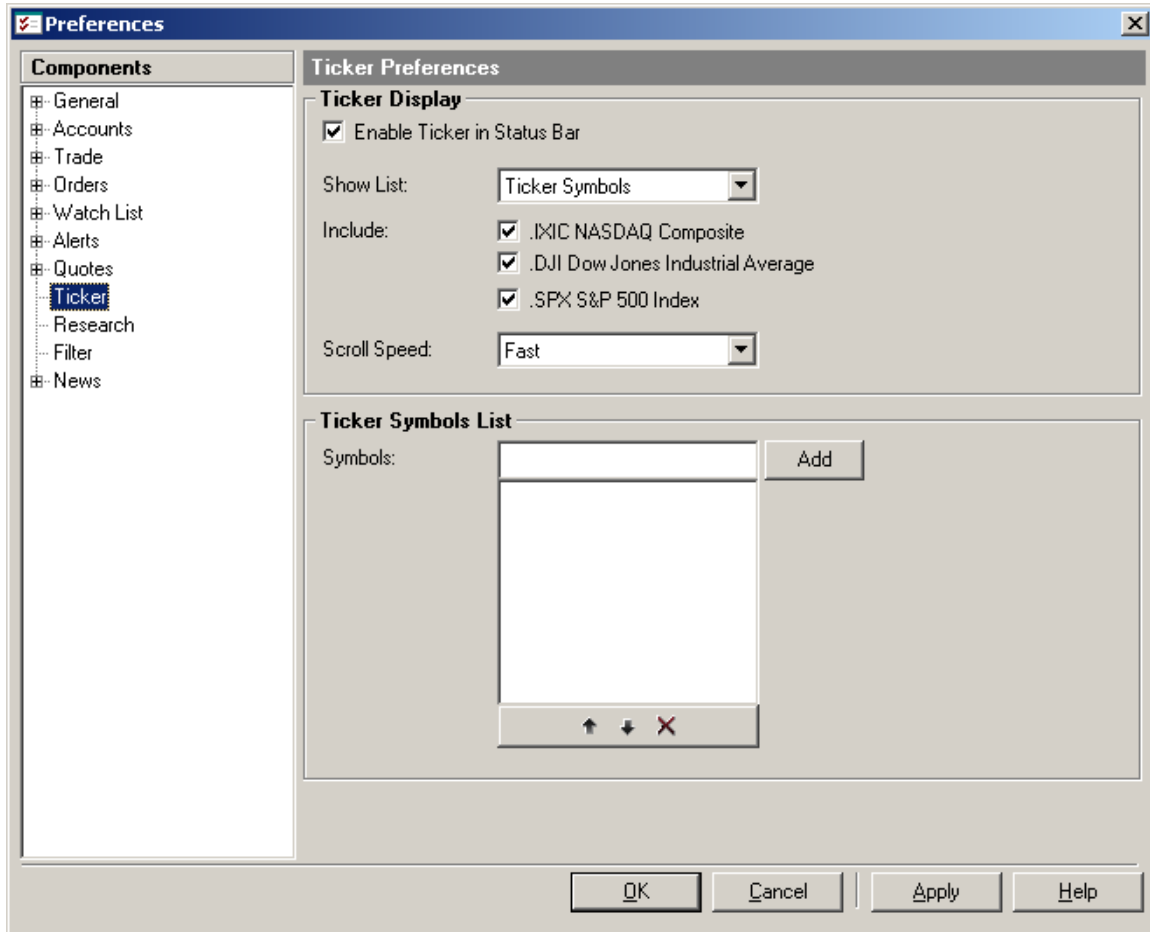 Preferences
Components
General
Accounts
Trade
Orders
Watch List
Alerts
Quotes
Ticker
Research
Filter
News
Ticker Preferences
Ticker Display
Enable Ticker in Status Bar
Show List: Ticker Symbols
Include: .IXIC NASDAQ Composite
.DJI Dow Jones Industrial Average
.SPX S&P 500 Index
Scroll Speed: Fast
Ticker Symbols List
Symbols: Add
OK Cancel Apply Help